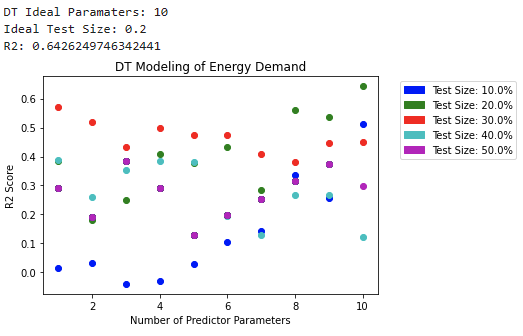 DT Ideal Paramaters: 10
Ideal Test Size: 0.2
R2: 0.6426249746342441
DT Modeling of Energy Demand
0.6
0.5
0.4
0.3
0.2
0.1
0.0
R2 Score
2
4
6
8
10
Number of Predictor Parameters
Test Size: 10.0%
Test Size: 20.0%
Test Size: 30.0%
Test Size: 40.0%
Test Size: 50.0%